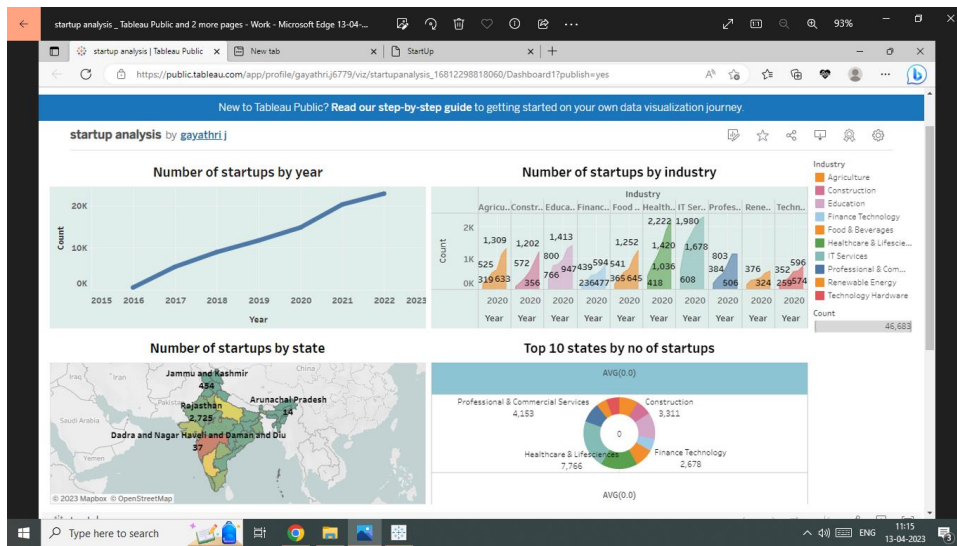 startup analysis _ Tableau Public and 2 more pages - Work - Microsoft Edge 13-04-...
93%
startup analysis | Tableau Public
New tab
StartUp
https://public.tableau.com/app/profile/gayathri.j6779/viz/startupanalysis_16812298818060/Dashboard1?publish=yes
New to Tableau Public? Read our step-by-step guide to getting started on your own data visualization journey.
startup analysis by gayathri j
Number of startups by year
20K
10K
0K
Count
2015 2016 2017 2018 2019 2020 2021 2022 2023
Year
Number of startups by industry
Industry
Agricu.. Constr.. Educa.. Financ.. Food .. Health.. IT Ser.. Profes.. Rene.. Techn..
2K
1K
0K
Count
2,222 1,980
1,309 1,202 1,413 1,252 1,420 1,678
525 572 800 439 594 541 1,036 803 384 376 352 596
319 633 356 766 947 236 477 365 645 418 608 506 324 259 574
2020 2020 2020 2020 2020 2020 2020 2020 2020 2020
Year Year Year Year Year Year Year Year Year Year
Industry
Agriculture
Construction
Education
Finance Technology
Food & Beverages
Healthcare & Lifescie...
IT Services
Professional & Com...
Renewable Energy
Technology Hardware
Count
46,683
Number of startups by state
Iraq
Iran
China
Jammu and Kashmir
454
Pakista
Rajasthan
2,725
Arunachal Pradesh
14
Saudi Arabia
Dadra and Nagar Haveli and Daman and Diu
37
Yemen
© 2023 Mapbox © OpenStreetMap
Top 10 states by no of startups
AVG(0.0)
Professional & Commercial Services
4,153
Construction
3,311
0
Healthcare & Lifesciences
7,766
Finance Technology
2,678
AVG(0.0)
Type here to search
ENG
11:15
13-04-2023
3